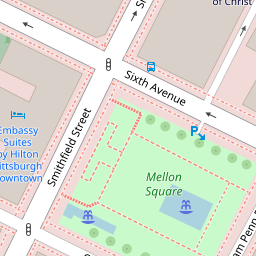 of Christ
Sixth Avenue
Smithfield Street
P
Embassy
Suites
by Hilton
Pittsburgh
Downtown
Mellon
Square